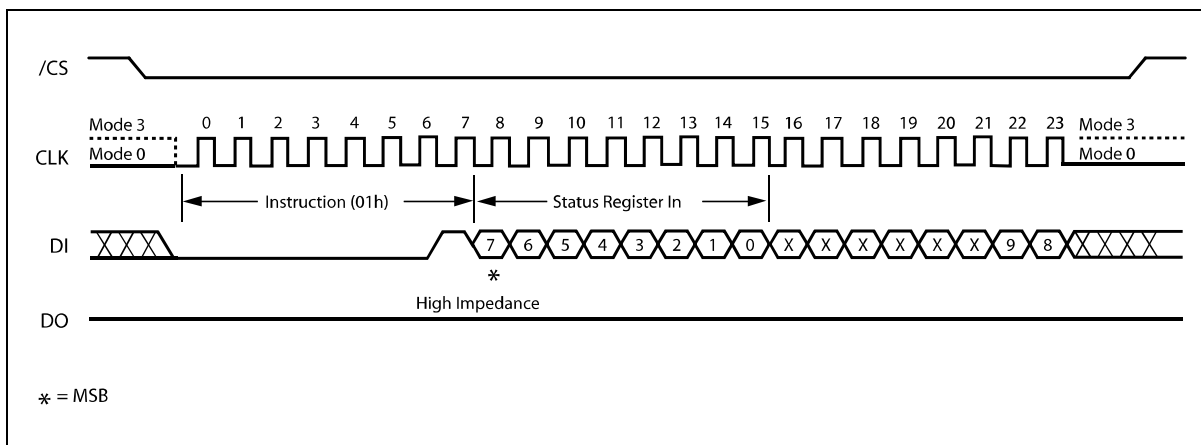 /CS
Mode 3 0 1 2 3 4 5 6 7 8 9 10 11 12 13 14 15 16 17 18 19 20 21 22 23 Mode 3
CLK Mode 0 Mode 0
Instruction (01h) Status Register In
DI 7 6 5 4 3 2 1 0 X X X X X X 9 8
*
High Impedance
DO
* = MSB